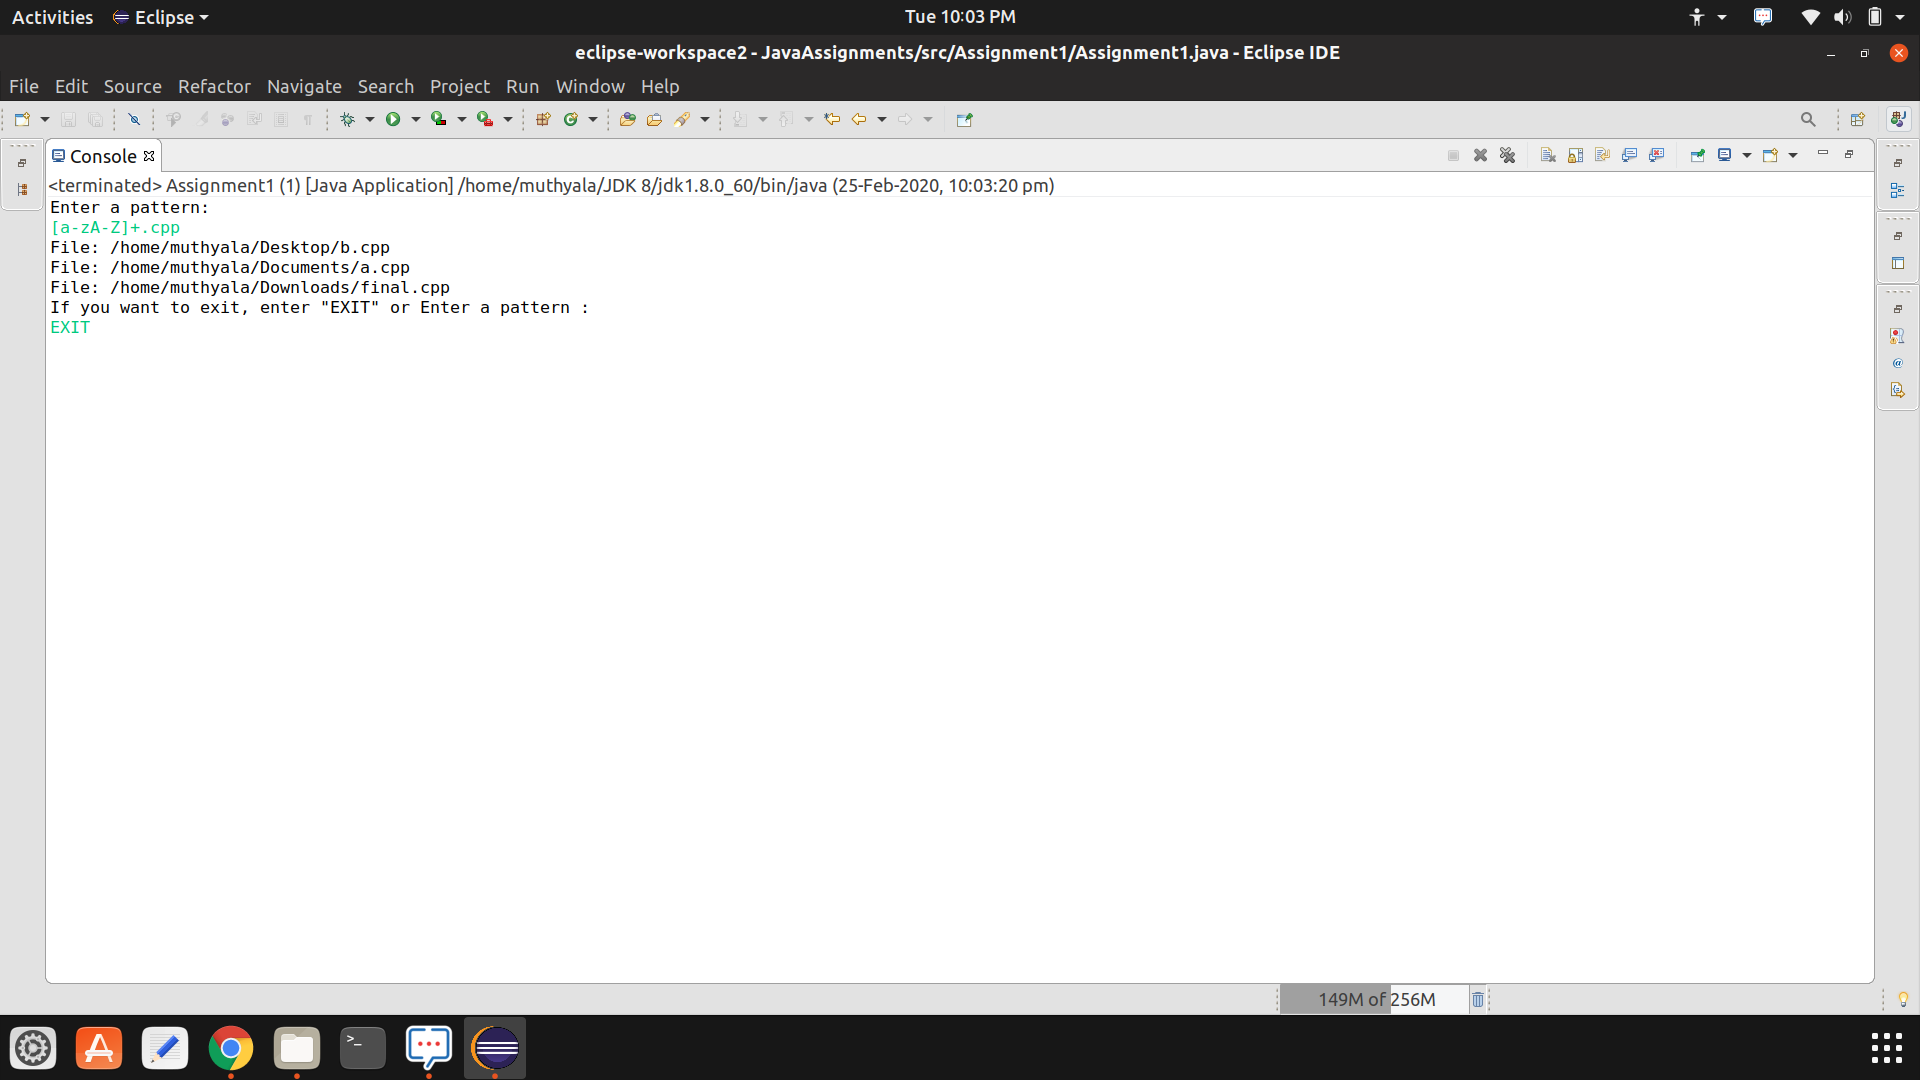 Activities Eclipse Tue 10:03 PM
eclipse-workspace2 - JavaAssignments/src/Assignment1/Assignment1.java - Eclipse IDE
File Edit Source Refactor Navigate Search Project Run Window Help
Console
<terminated> Assignment1 (1) [Java Application] /home/muthyala/JDK 8/jdk1.8.0_60/bin/java (25-Feb-2020, 10:03:20 pm)
Enter a pattern:
[a-zA-Z]+.cpp
File: /home/muthyala/Desktop/b.cpp
File: /home/muthyala/Documents/a.cpp
File: /home/muthyala/Downloads/final.cpp
If you want to exit, enter "EXIT" or Enter a pattern :
EXIT
149M of 256M